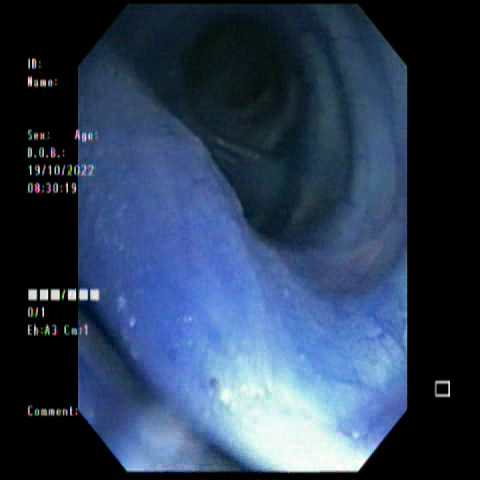 ID:
Name:
Sex: Age:
D.O.B.:
19/10/2022
08:30:19
■■■/■■■
0/1
Eh:A3 Cm:1
Comment: